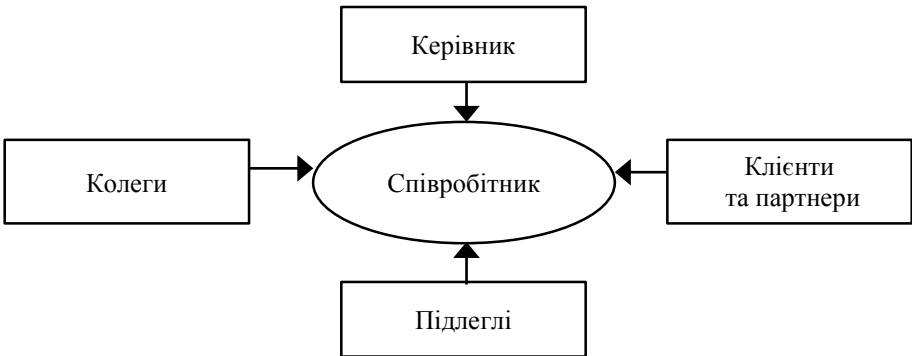 Керівник
Колеги
Співробітник
Клієнти
та партнери
Підлеглі